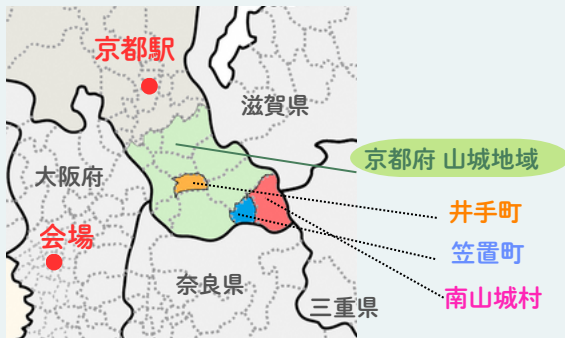 京都駅
滋賀県
京都府 山城地域
大阪府
井手町
会場
笠置町
奈良県
南山城村
三重県